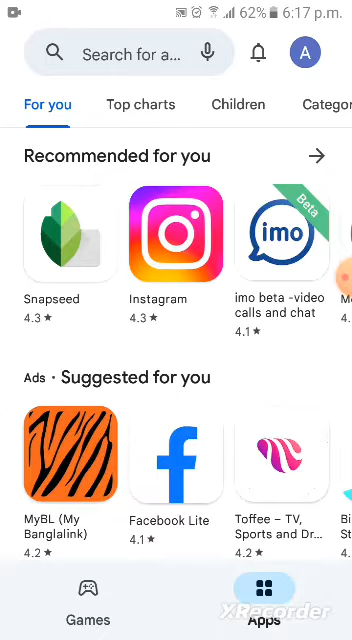 62% 6:17 p.m.
Search for a...
A
For you Top charts Children Categor
Recommended for you
imo
Beta
Snapseed
4.3★
Instagram
4.3★
imo beta -video
calls and chat
4.1★
Ads • Suggested for you
MyBL (My
Banglalink)
4.2★
Facebook Lite
4.1★
Toffee – TV,
Sports and Dr...
4.2★
Games
Apps
XRecorder